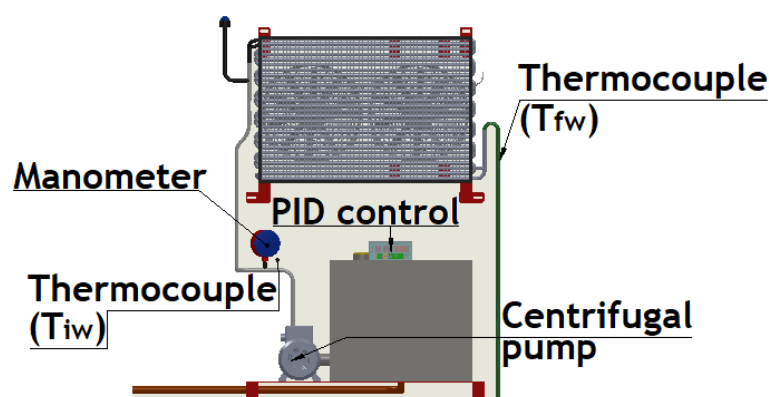 Thermocouple
(Tfw)
Manometer
PID control
Thermocouple
(Tiw)
Centrifugal
pump